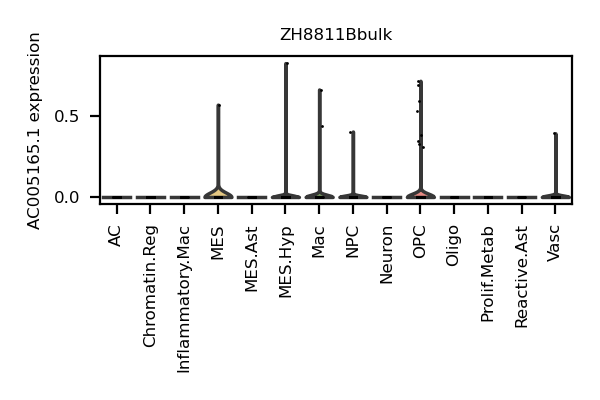 ZH8811Bbulk
AC005165.1 expression
0.5
0.0
AC
Chromatin.Reg
Inflammatory.Mac
MES
MES.Ast
MES.Hyp
Mac
NPC
Neuron
OPC
Oligo
Prolif.Metab
Reactive.Ast
Vasc